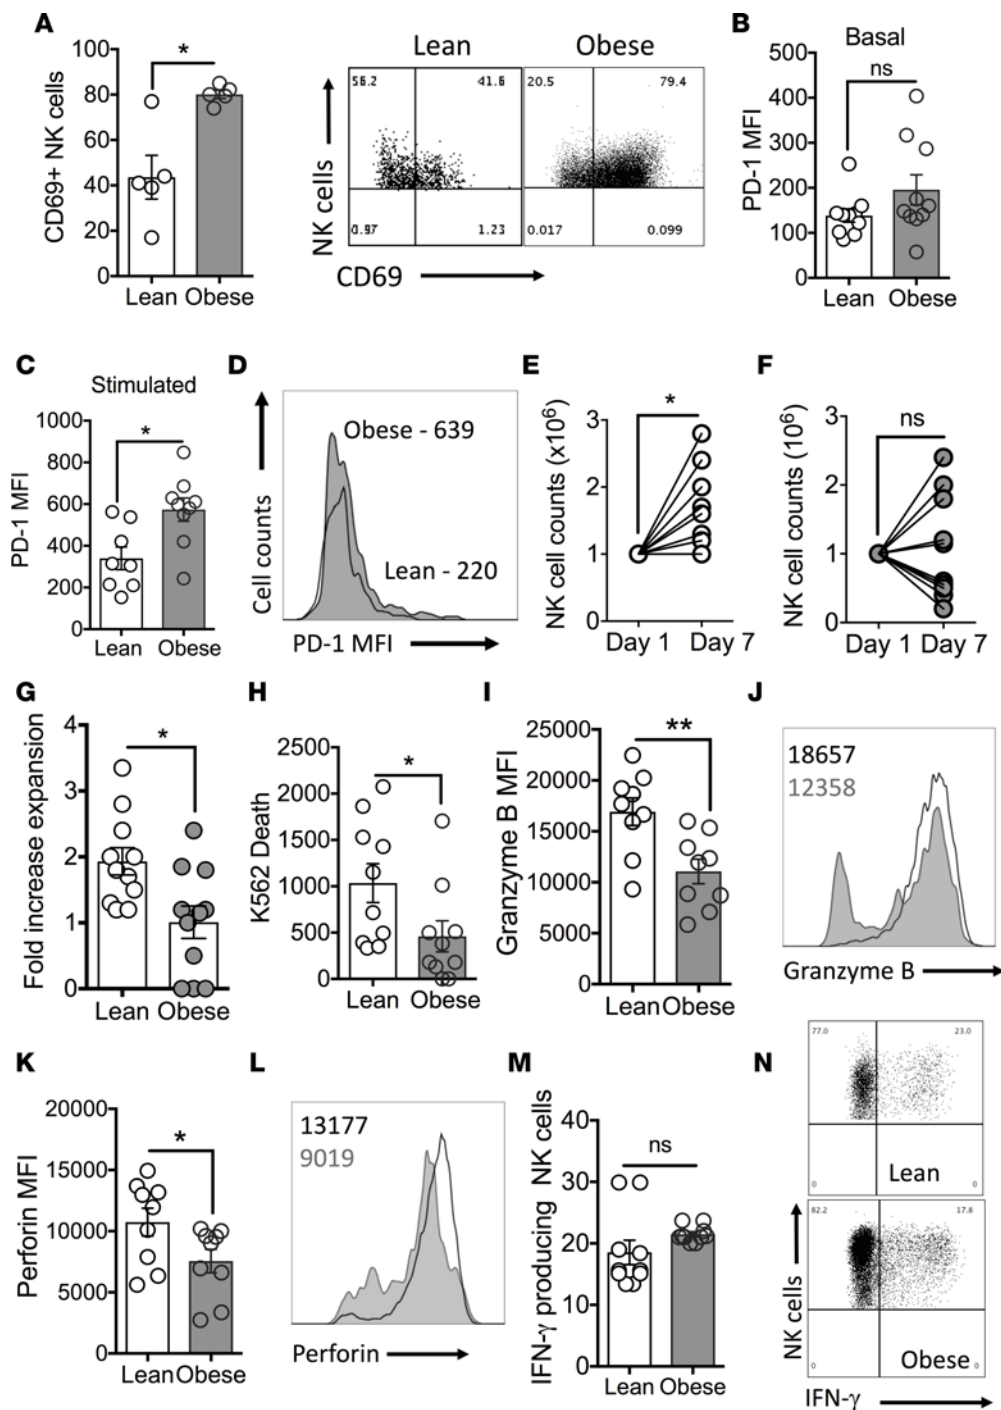 A
CD69+ NK cells
100
80
60
40
20
0
*
Lean Obese
Lean
Obese
41.6
1.23
20.5
79.4
0.017
0.099
NK cells
CD69
B
Basal
PD-1 MFI
500
400
300
200
100
0
ns
Lean
Obese
C
Stimulated
PD-1 MFI
1000
800
600
400
200
0
*
Lean
Obese
D
Cell counts
Obese - 639
Lean - 220
PD-1 MFI
E
NK cell counts (x10⁶)
3
2
1
0
*
Day 1 Day 7
F
NK cell counts (10⁶)
3
2
1
0
ns
Day 1 Day 7
G
Fold increase expansion
4
3
2
1
0
*
Lean Obese
H
K562 Death
2500
2000
1500
1000
500
0
*
Lean Obese
I
Granzyme B MFI
25000
20000
15000
10000
5000
0
**
Lean Obese
J
18657
12358
Granzyme B
K
Perforin MFI
20000
15000
10000
5000
0
*
Lean Obese
L
13177
9019
Perforin
M
IFN-γ producing NK cells
40
30
20
10
0
ns
Lean Obese
N
77.0
23.0
Lean
0
0
82.2
17.8
Obese
0
0
NK cells
IFN-γ